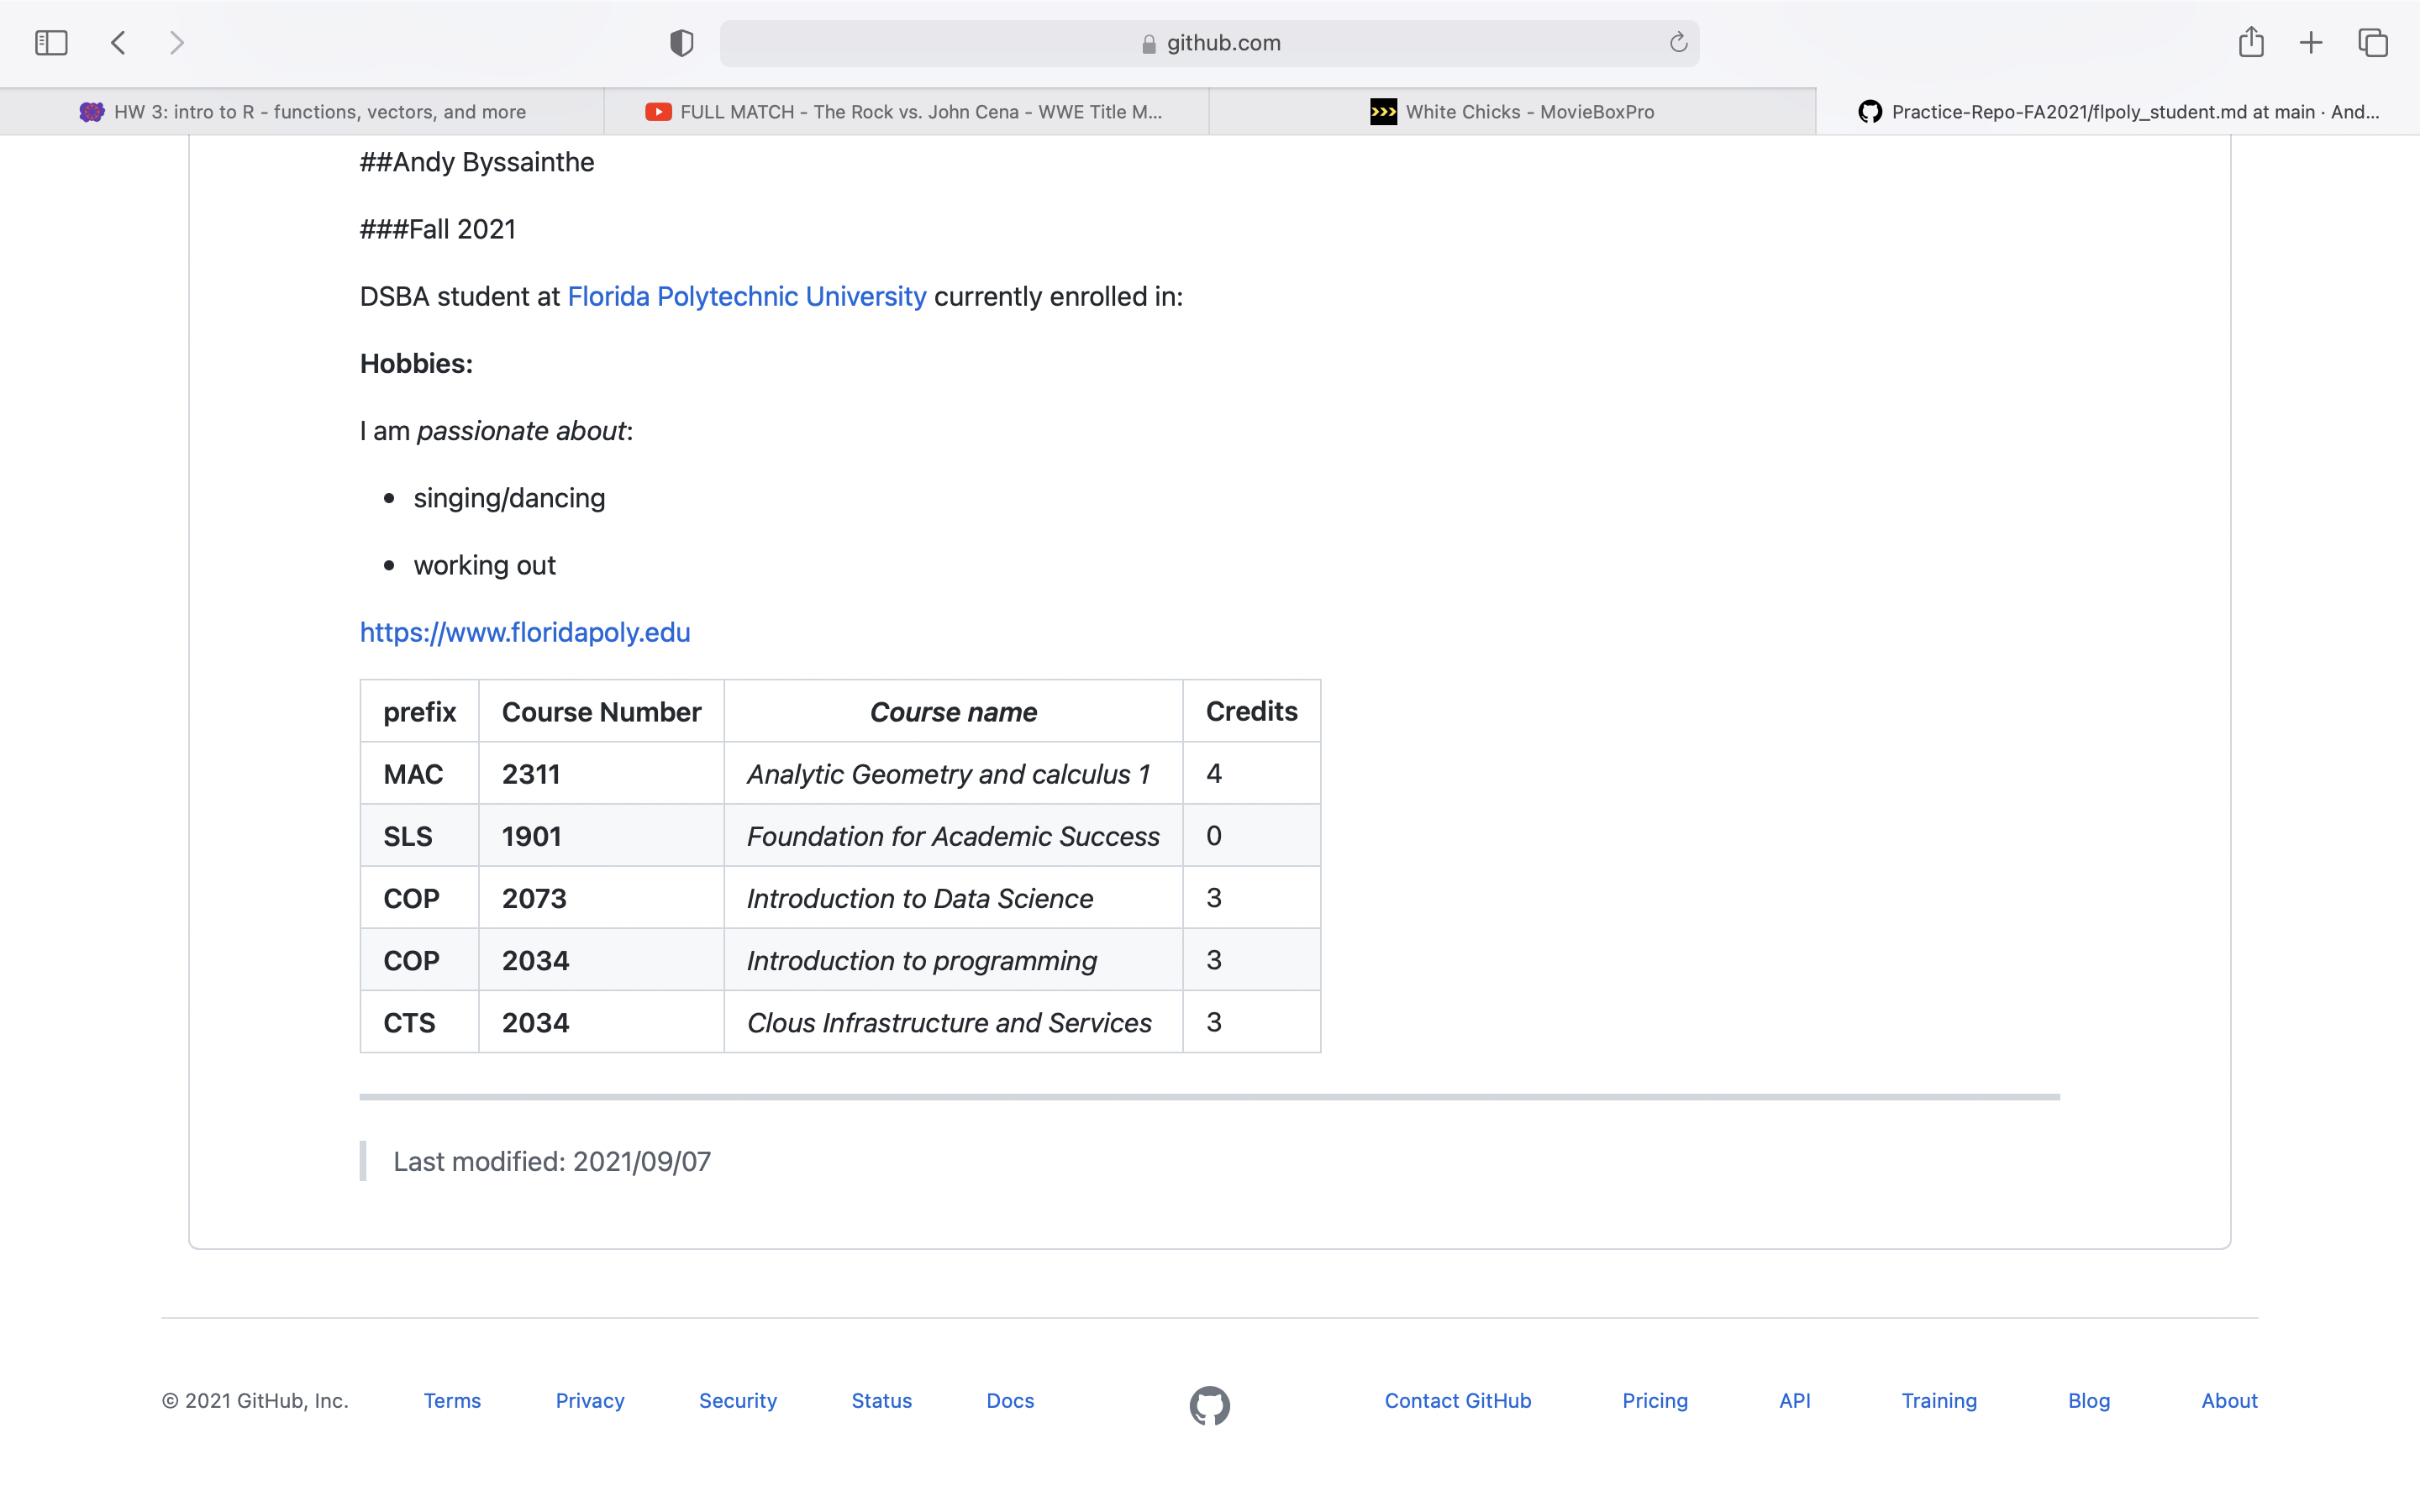 github.com
HW 3: intro to R - functions, vectors, and more
FULL MATCH - The Rock vs. John Cena - WWE Title M...
White Chicks - MovieBoxPro
Practice-Repo-FA2021/flpoly_student.md at main · And...
##Andy Byssainthe
###Fall 2021
DSBA student at Florida Polytechnic University currently enrolled in:
Hobbies:
I am passionate about:
• singing/dancing
• working out
https://www.floridapoly.edu
prefix Course Number Course name Credits
MAC 2311 Analytic Geometry and calculus 1 4
SLS 1901 Foundation for Academic Success 0
COP 2073 Introduction to Data Science 3
COP 2034 Introduction to programming 3
CTS 2034 Clous Infrastructure and Services 3
Last modified: 2021/09/07
© 2021 GitHub, Inc. Terms Privacy Security Status Docs Contact GitHub Pricing API Training Blog About